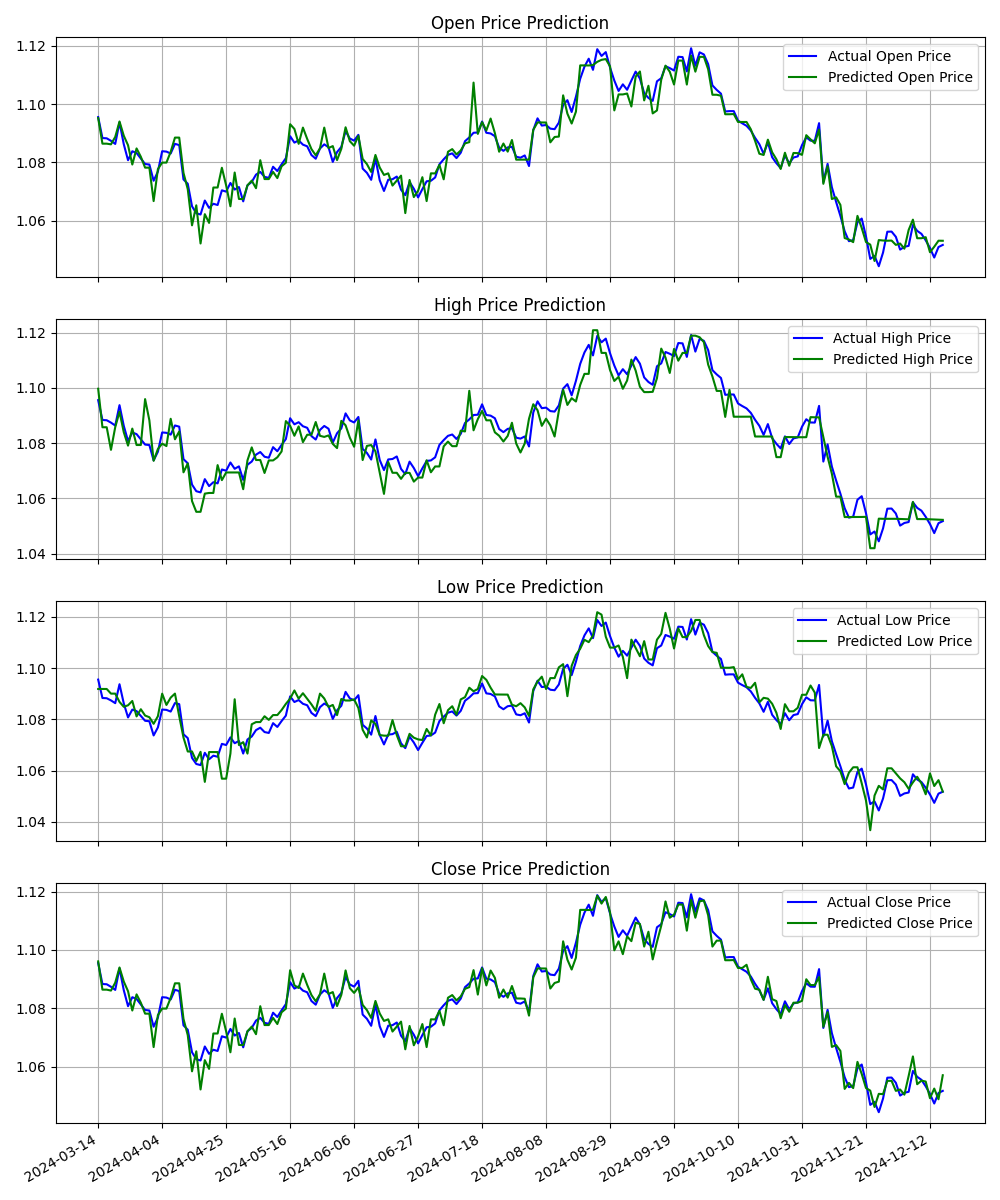 Open Price Prediction
1.12
1.10
1.08
1.06
Actual Open Price
Predicted Open Price
High Price Prediction
1.12
1.10
1.08
1.06
1.04
Actual High Price
Predicted High Price
Low Price Prediction
1.12
1.10
1.08
1.06
1.04
Actual Low Price
Predicted Low Price
Close Price Prediction
1.12
1.10
1.08
1.06
Actual Close Price
Predicted Close Price
2024-03-14
2024-04-04
2024-04-25
2024-05-16
2024-06-06
2024-06-27
2024-07-18
2024-08-08
2024-08-29
2024-09-19
2024-10-10
2024-10-31
2024-11-21
2024-12-12